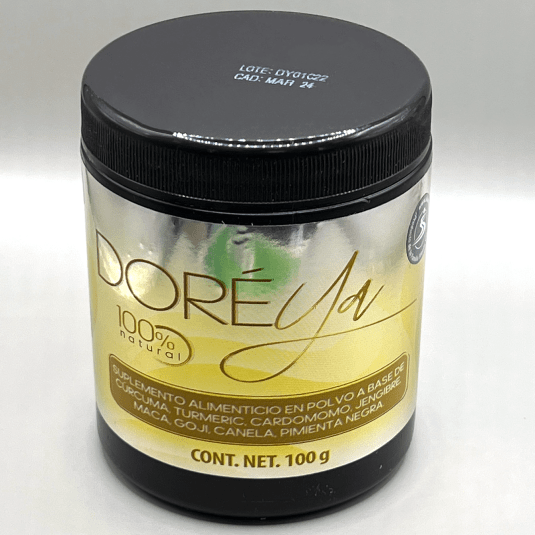 LOTE: DY01C22
CAD: MAR 24
DORÉ Ya
100%
natural
SUPLEMENTO ALIMENTICIO EN POLVO A BASE DE
CÚRCUMA, TURMERIC, CARDOMOMO, JENGIBRE,
MACA, GOJI, CANELA, PIMIENTA NEGRA.
CONT. NET. 100 g